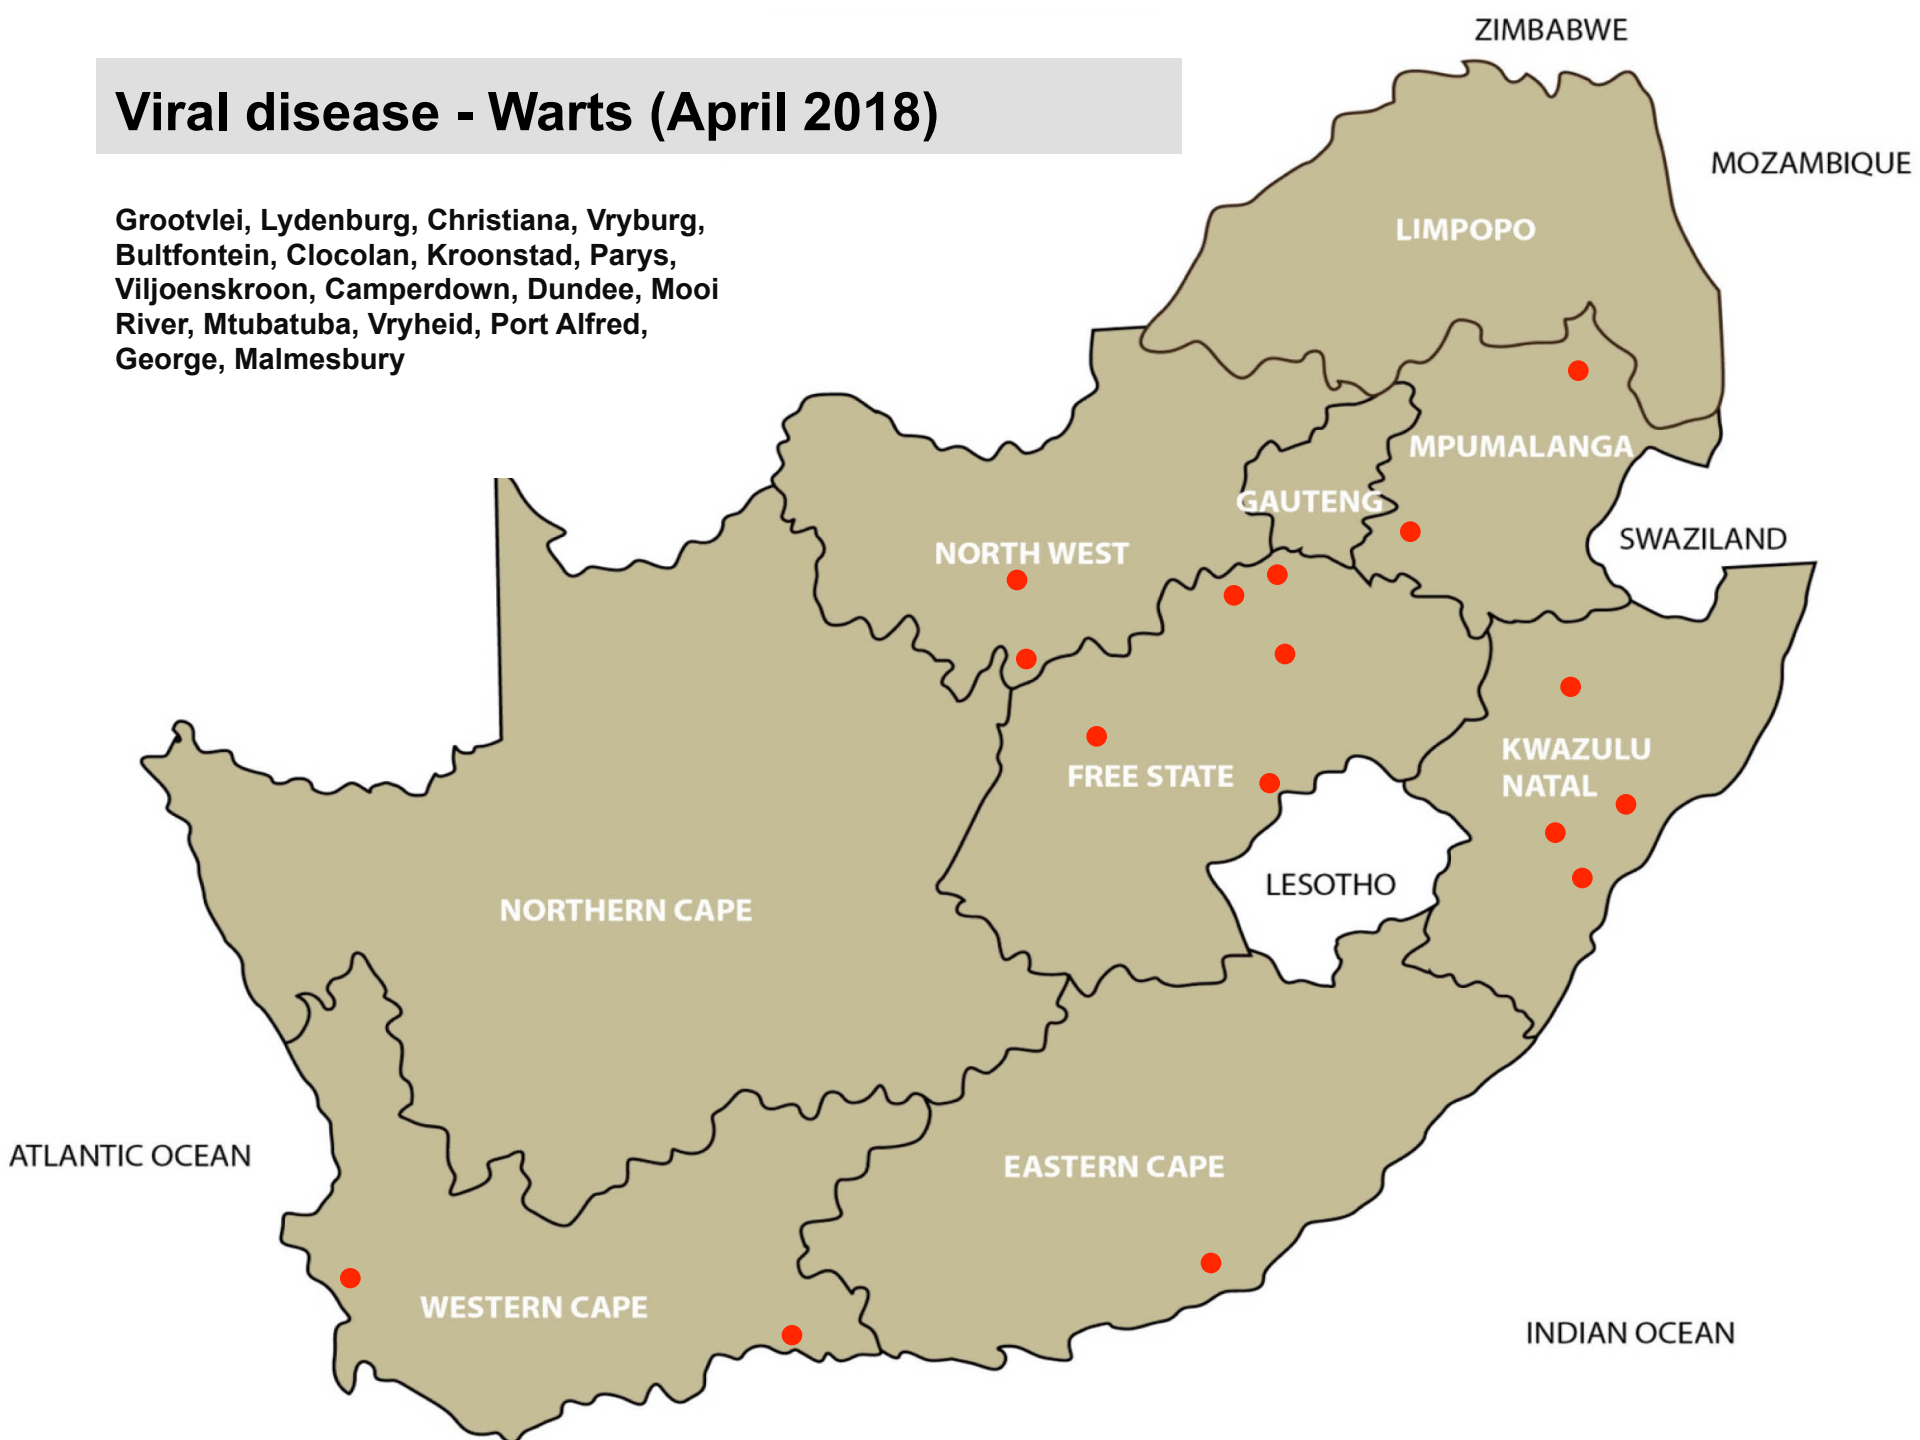 ZIMBABWE
Viral disease - Warts (April 2018)
MOZAMBIQUE
Grootvlei, Lydenburg, Christiana, Vryburg,
Bultfontein, Clocolan, Kroonstad, Parys,
Viljoenskroon, Camperdown, Dundee, Mooi
River, Mtubatuba, Vryheid, Port Alfred,
George, Malmesbury
LIMPOPO
MPUMALANGA
GAUTENG
SWAZILAND
NORTH WEST
KWAZULU
NATAL
FREE STATE
LESOTHO
NORTHERN CAPE
ATLANTIC OCEAN
EASTERN CAPE
WESTERN CAPE
INDIAN OCEAN